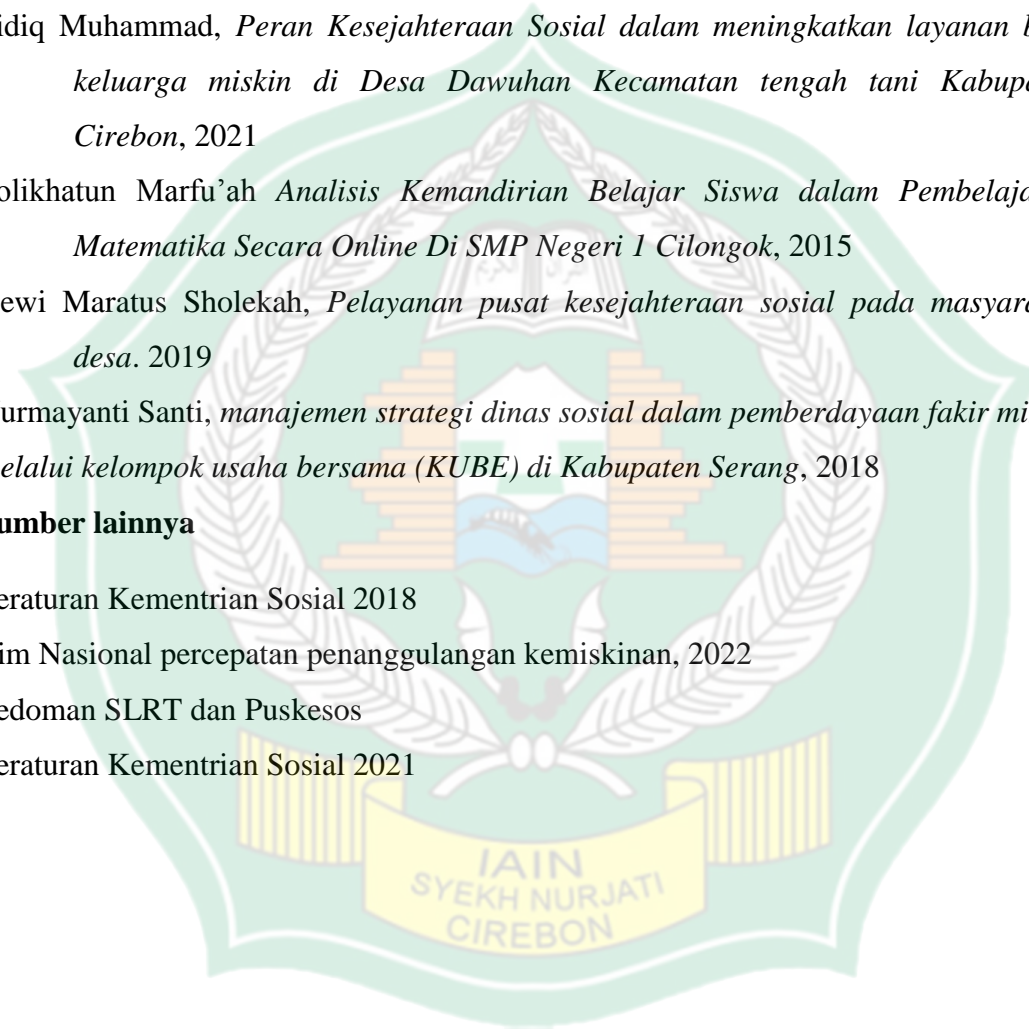 idiq Muhammad, Peran Kesejahteraan Sosial dalam meningkatkan layanan b
keluarga miskin di Desa Dawuhan Kecamatan tengah tani Kabup
Cirebon, 2021
olikhatun Marfu'ah Analisis Kemandirian Belajar Siswa dalam Pembelaj
Matematika Secara Online Di SMP Negeri 1 Cilongok, 2015
ewi Maratus Sholekah, Pelayanan pusat kesejahteraan sosial pada masyar
desa. 2019
urmayanti Santi, manajemen strategi dinas sosial dalam pemberdayaan fakir mi
elalui kelompok usaha bersama (KUBE) di Kabupaten Serang, 2018
umber lainnya
eraturan Kementrian Sosial 2018
im Nasional percepatan penanggulangan kemiskinan, 2022
edoman SLRT dan Puskesos
eraturan Kementrian Sosial 2021
IAIN
SYEKH NURJATI
CIREBON